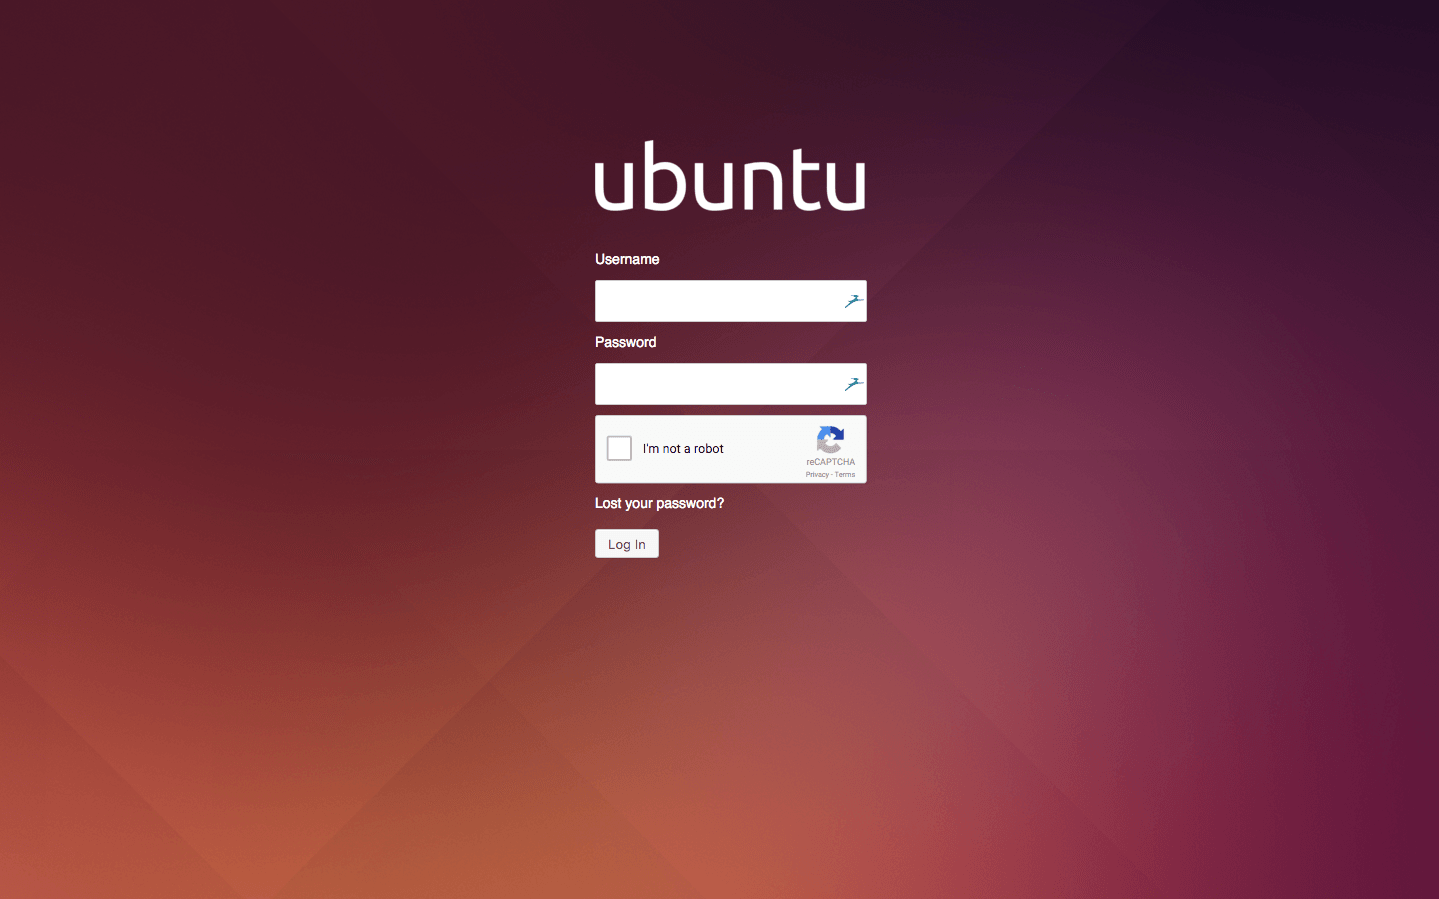 ubuntu
Username
Password
I'm not a robot
reCAPTCHA
Privacy - Terms
Lost your password?
Log In